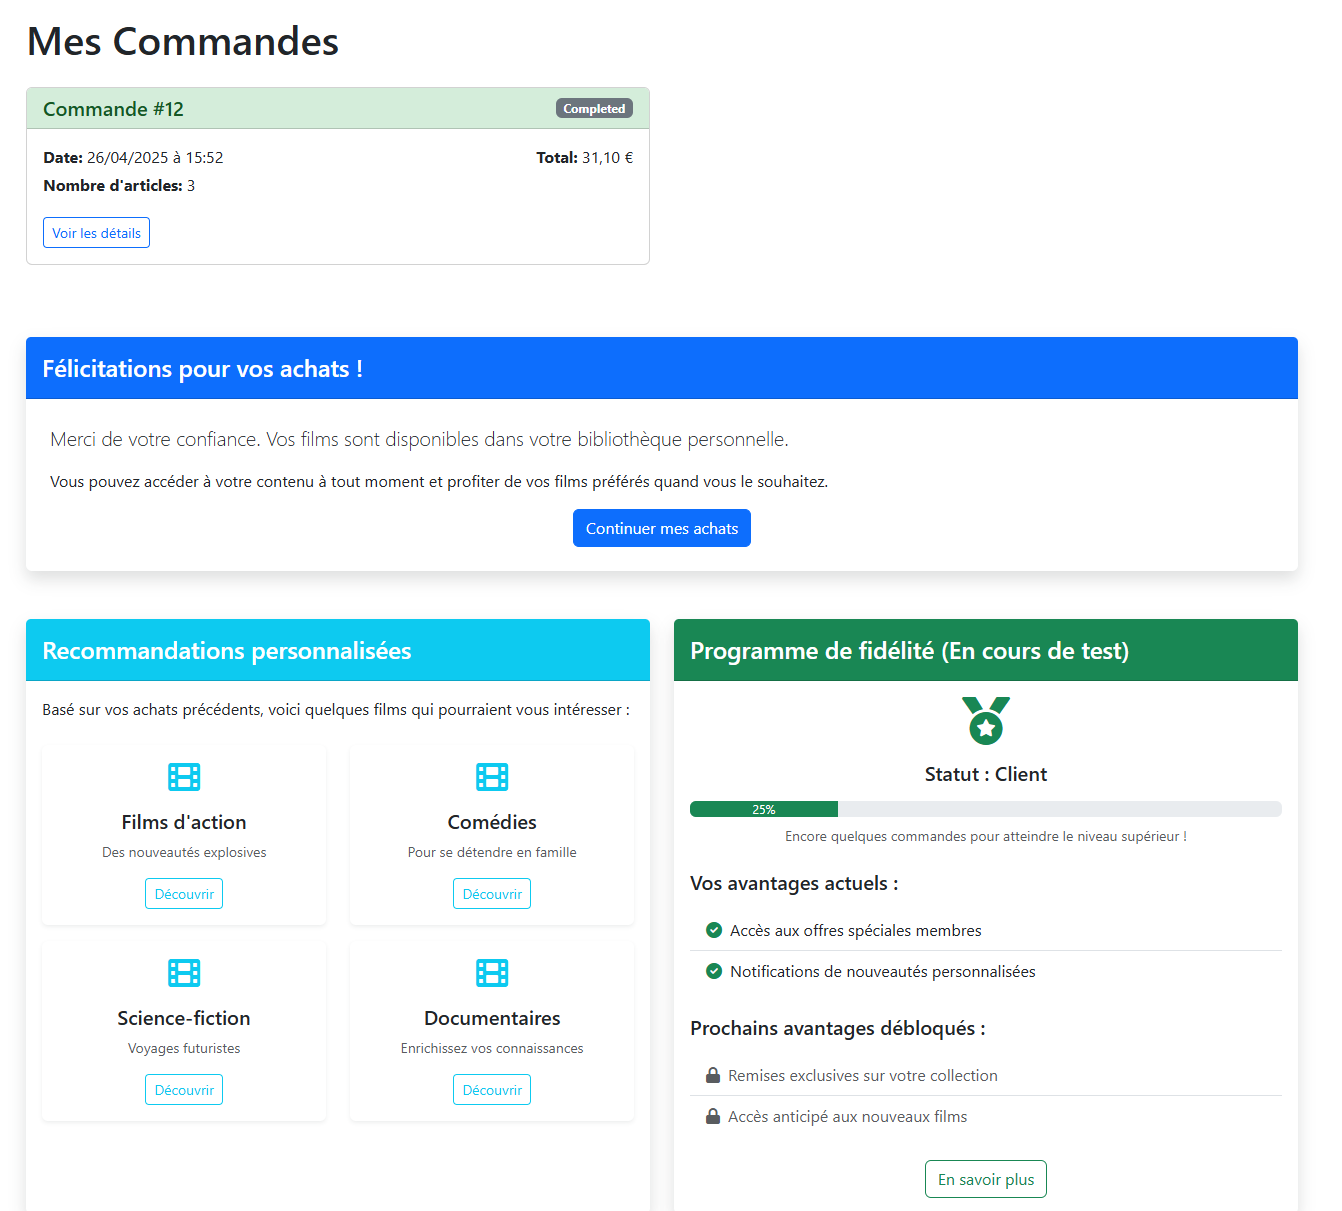 Mes Commandes
Commande #12
Completed
Date: 26/04/2025 à 15:52
Total: 31,10 €
Nombre d'articles: 3
Voir les détails
Félicitations pour vos achats !
Merci de votre confiance. Vos films sont disponibles dans votre bibliothèque personnelle.
Vous pouvez accéder à votre contenu à tout moment et profiter de vos films préférés quand vous le souhaitez.
Continuer mes achats
Recommandations personnalisées
Basé sur vos achats précédents, voici quelques films qui pourraient vous intéresser :
Films d'action
Des nouveautés explosives
Découvrir
Comédies
Pour se détendre en famille
Découvrir
Science-fiction
Voyages futuristes
Découvrir
Documentaires
Enrichissez vos connaissances
Découvrir
Programme de fidélité (En cours de test)
Statut : Client
25%
Encore quelques commandes pour atteindre le niveau supérieur !
Vos avantages actuels :
Accès aux offres spéciales membres
Notifications de nouveautés personnalisées
Prochains avantages débloqués :
Remises exclusives sur votre collection
Accès anticipé aux nouveaux films
En savoir plus